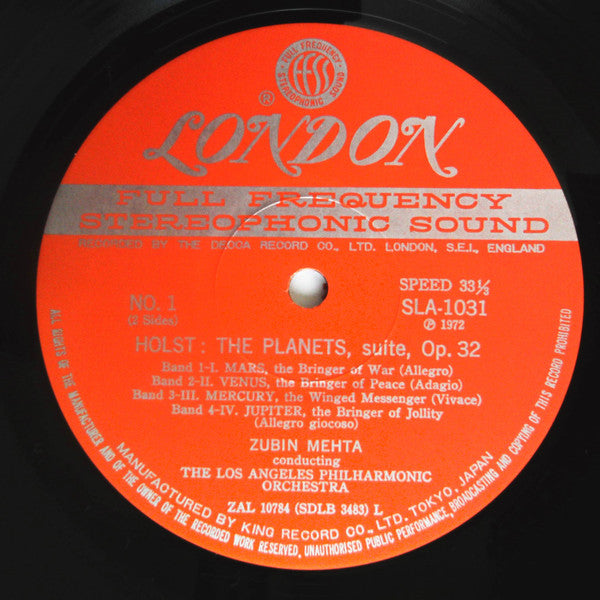 FULL FREQUENCY
ffss
STEREOPHONIC SOUND
®
LONDON
FULL FREQUENCY
STEREOPHONIC SOUND
RECORDED BY THE DECCA RECORD CO., LTD. LONDON, S.E.I., ENGLAND
SPEED 33⅓
NO. 1
SLA-1031
(2 Sides)
℗ 1972
HOLST: THE PLANETS, suite, Op. 32
Band 1-I. MARS, the Bringer of War (Allegro)
Band 2-II. VENUS, the Bringer of Peace (Adagio)
Band 3-III. MERCURY, the Winged Messenger (Vivace)
Band 4-IV. JUPITER, the Bringer of Jollity
(Allegro giocoso)
ZUBIN MEHTA
conducting
THE LOS ANGELES PHILHARMONIC
ORCHESTRA
ZAL 10784 (SDLB 3483) L
MANUFACTURED BY KING RECORD CO., LTD. TOKYO, JAPAN
ALL RIGHTS OF THE MANUFACTURER AND OF THE OWNER OF THE RECORDED WORK RESERVED, UNAUTHORISED PUBLIC PERFORMANCE, BROADCASTING AND COPYING OF THIS RECORD PROHIBITED